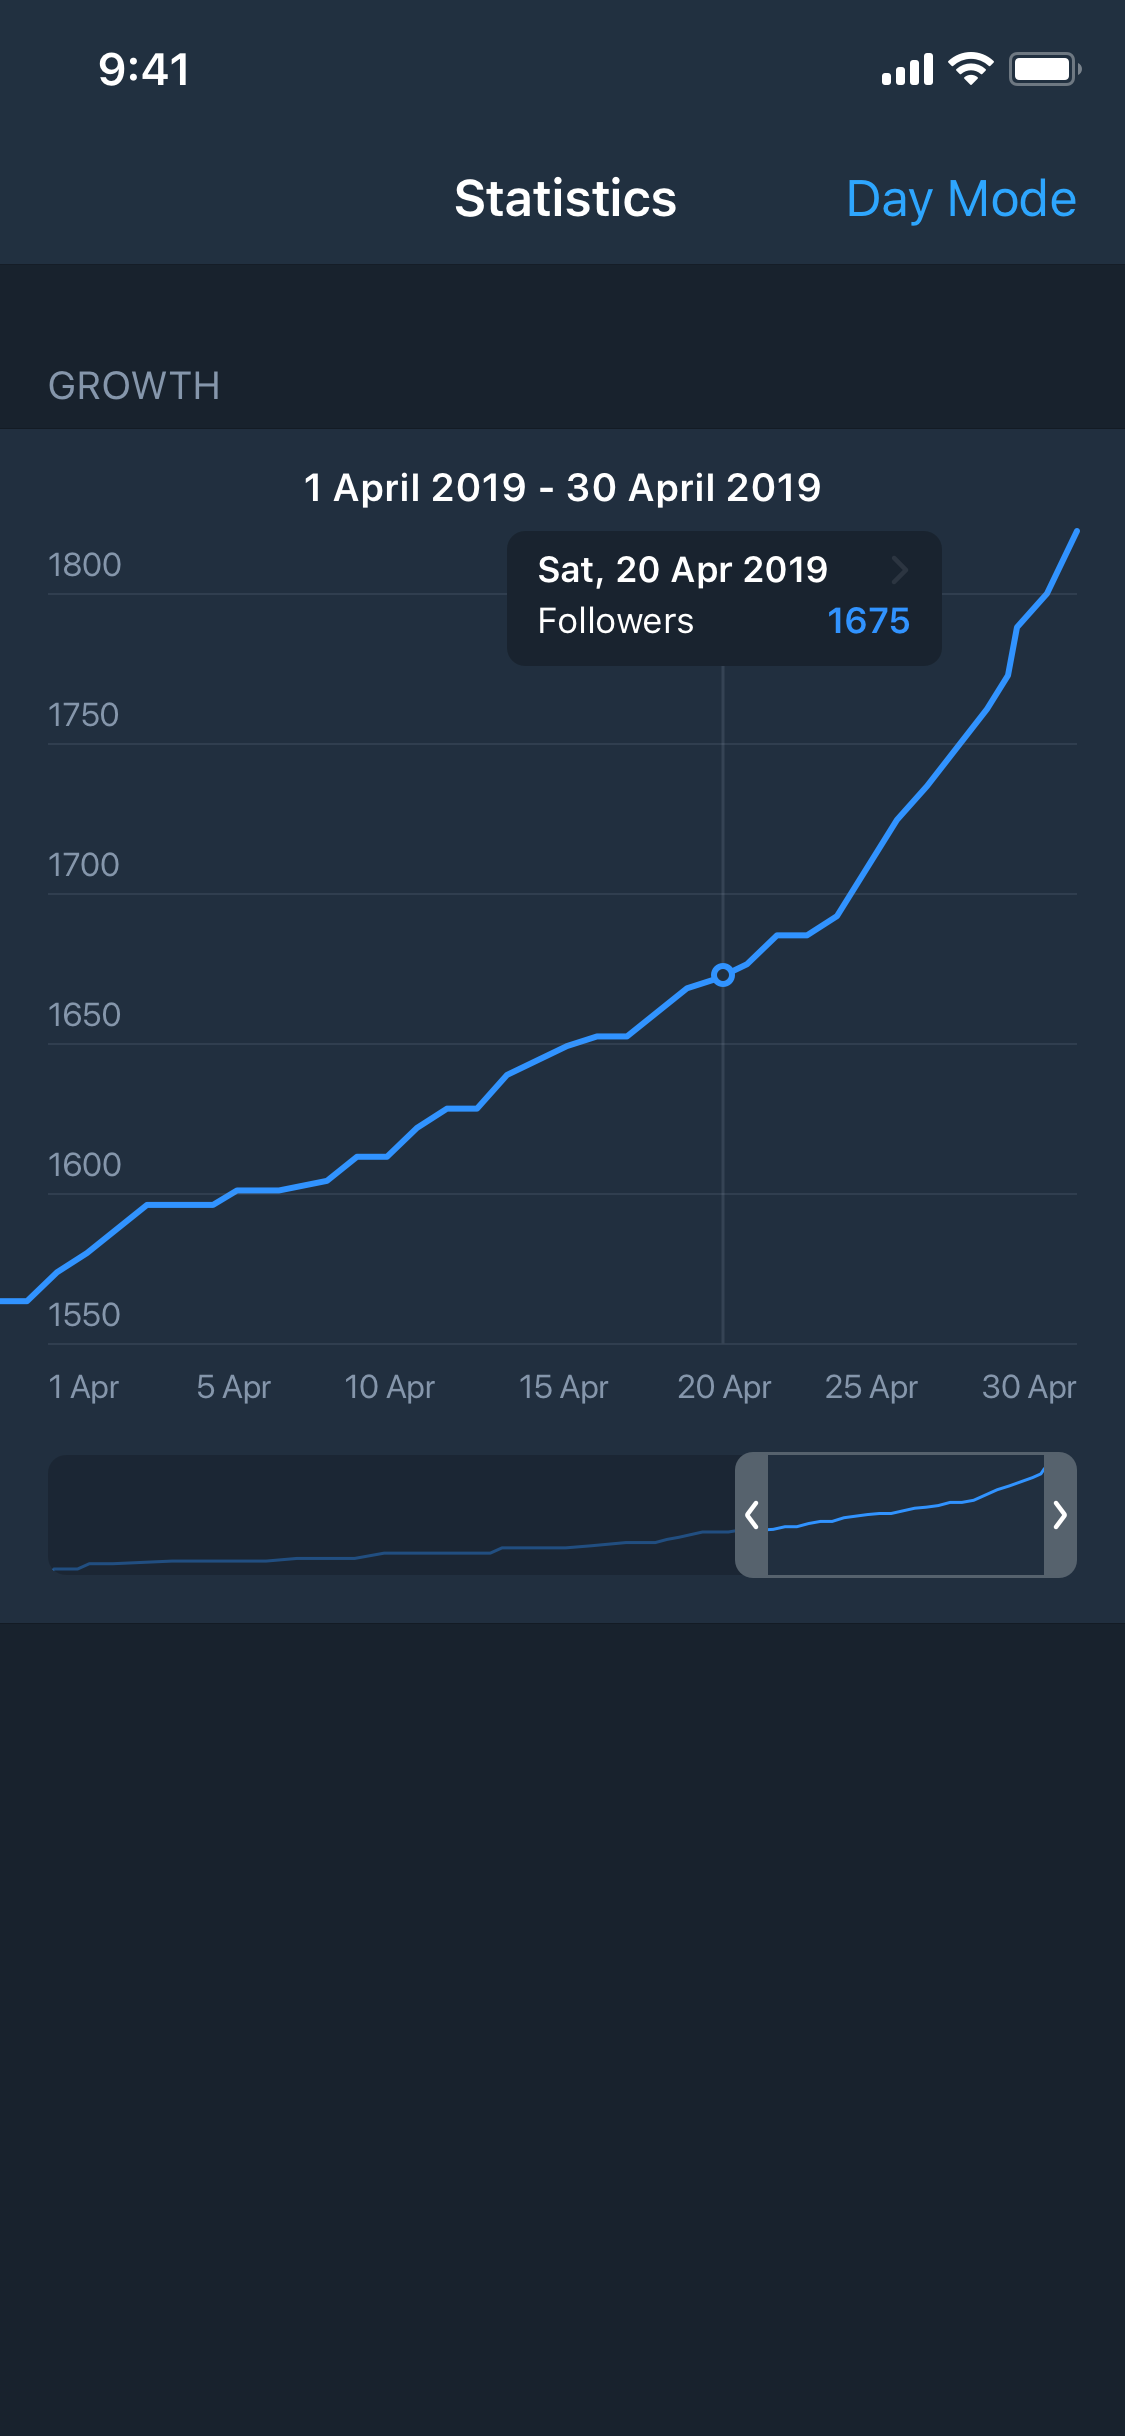 9:41
Statistics
Day Mode
GROWTH
1 April 2019 - 30 April 2019
Sat, 20 Apr 2019
Followers 1675
1800
1750
1700
1650
1600
1550
1 Apr 5 Apr 10 Apr 15 Apr 20 Apr 25 Apr 30 Apr